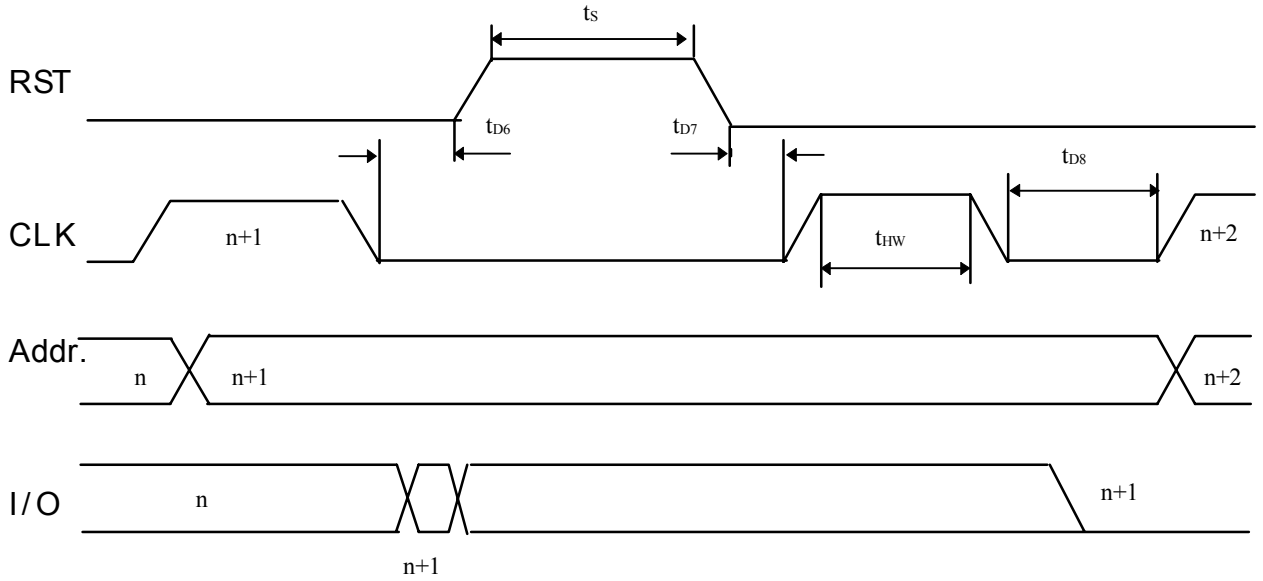 tS
RST
tD6
tD7
tD8
CLK
n+1
tHW
n+2
Addr.
n
n+1
n+2
I/O
n
n+1
n+1